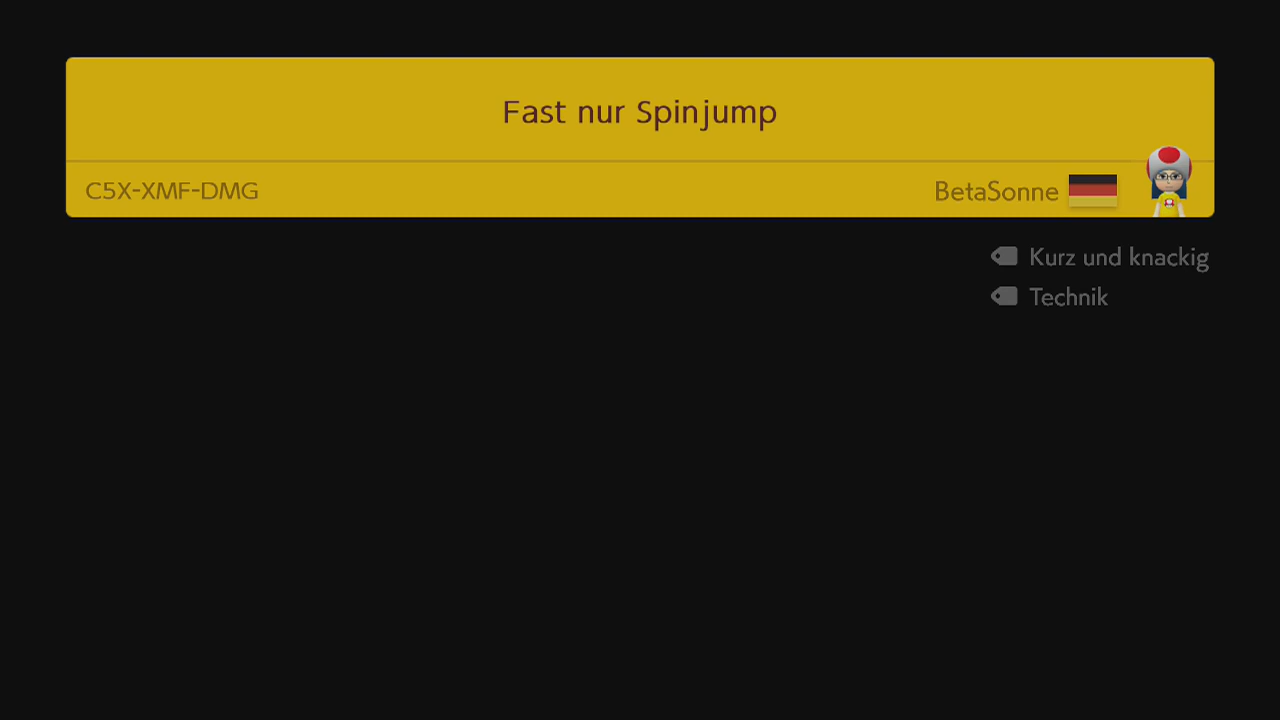 Fast nur Spinjump
C5X-XMF-DMG
BetaSonne
Kurz und knackig
Technik